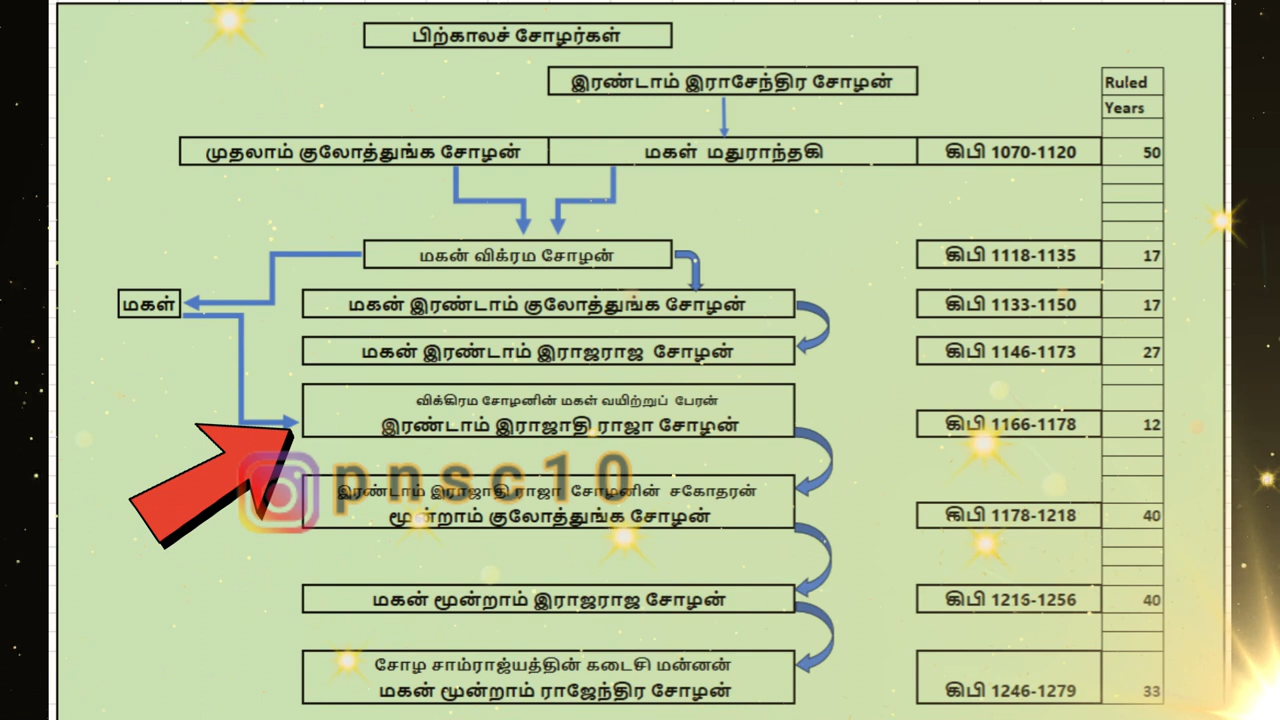 பிற்காலச் சோழர்கள்
இரண்டாம் இராசேந்திர சோழன்
Ruled
Years
முதலாம் குலோத்துங்க சோழன் மகள் மதுராந்தகி கிபி 1070-1120 50
மகன் விக்ரம சோழன் கிபி 1118-1135 17
மகள் மகன் இரண்டாம் குலோத்துங்க சோழன் கிபி 1133-1150 17
மகன் இரண்டாம் இராஜராஜ சோழன் கிபி 1146-1173 27
விக்கிரம சோழனின் மகள் வயிற்றுப் பேரன்
இரண்டாம் இராஜாதி ராஜா சோழன் கிபி 1166-1178 12
pnsc10
இரண்டாம் இராஜாதி ராஜா சோழனின் சகோதரன்
மூன்றாம் குலோத்துங்க சோழன் கிபி 1178-1218 40
மகன் மூன்றாம் இராஜராஜ சோழன் கிபி 1215-1256 40
சோழ சாம்ராஜ்யத்தின் கடைசி மன்னன்
மகன் மூன்றாம் ராஜேந்திர சோழன் கிபி 1246-1279 33